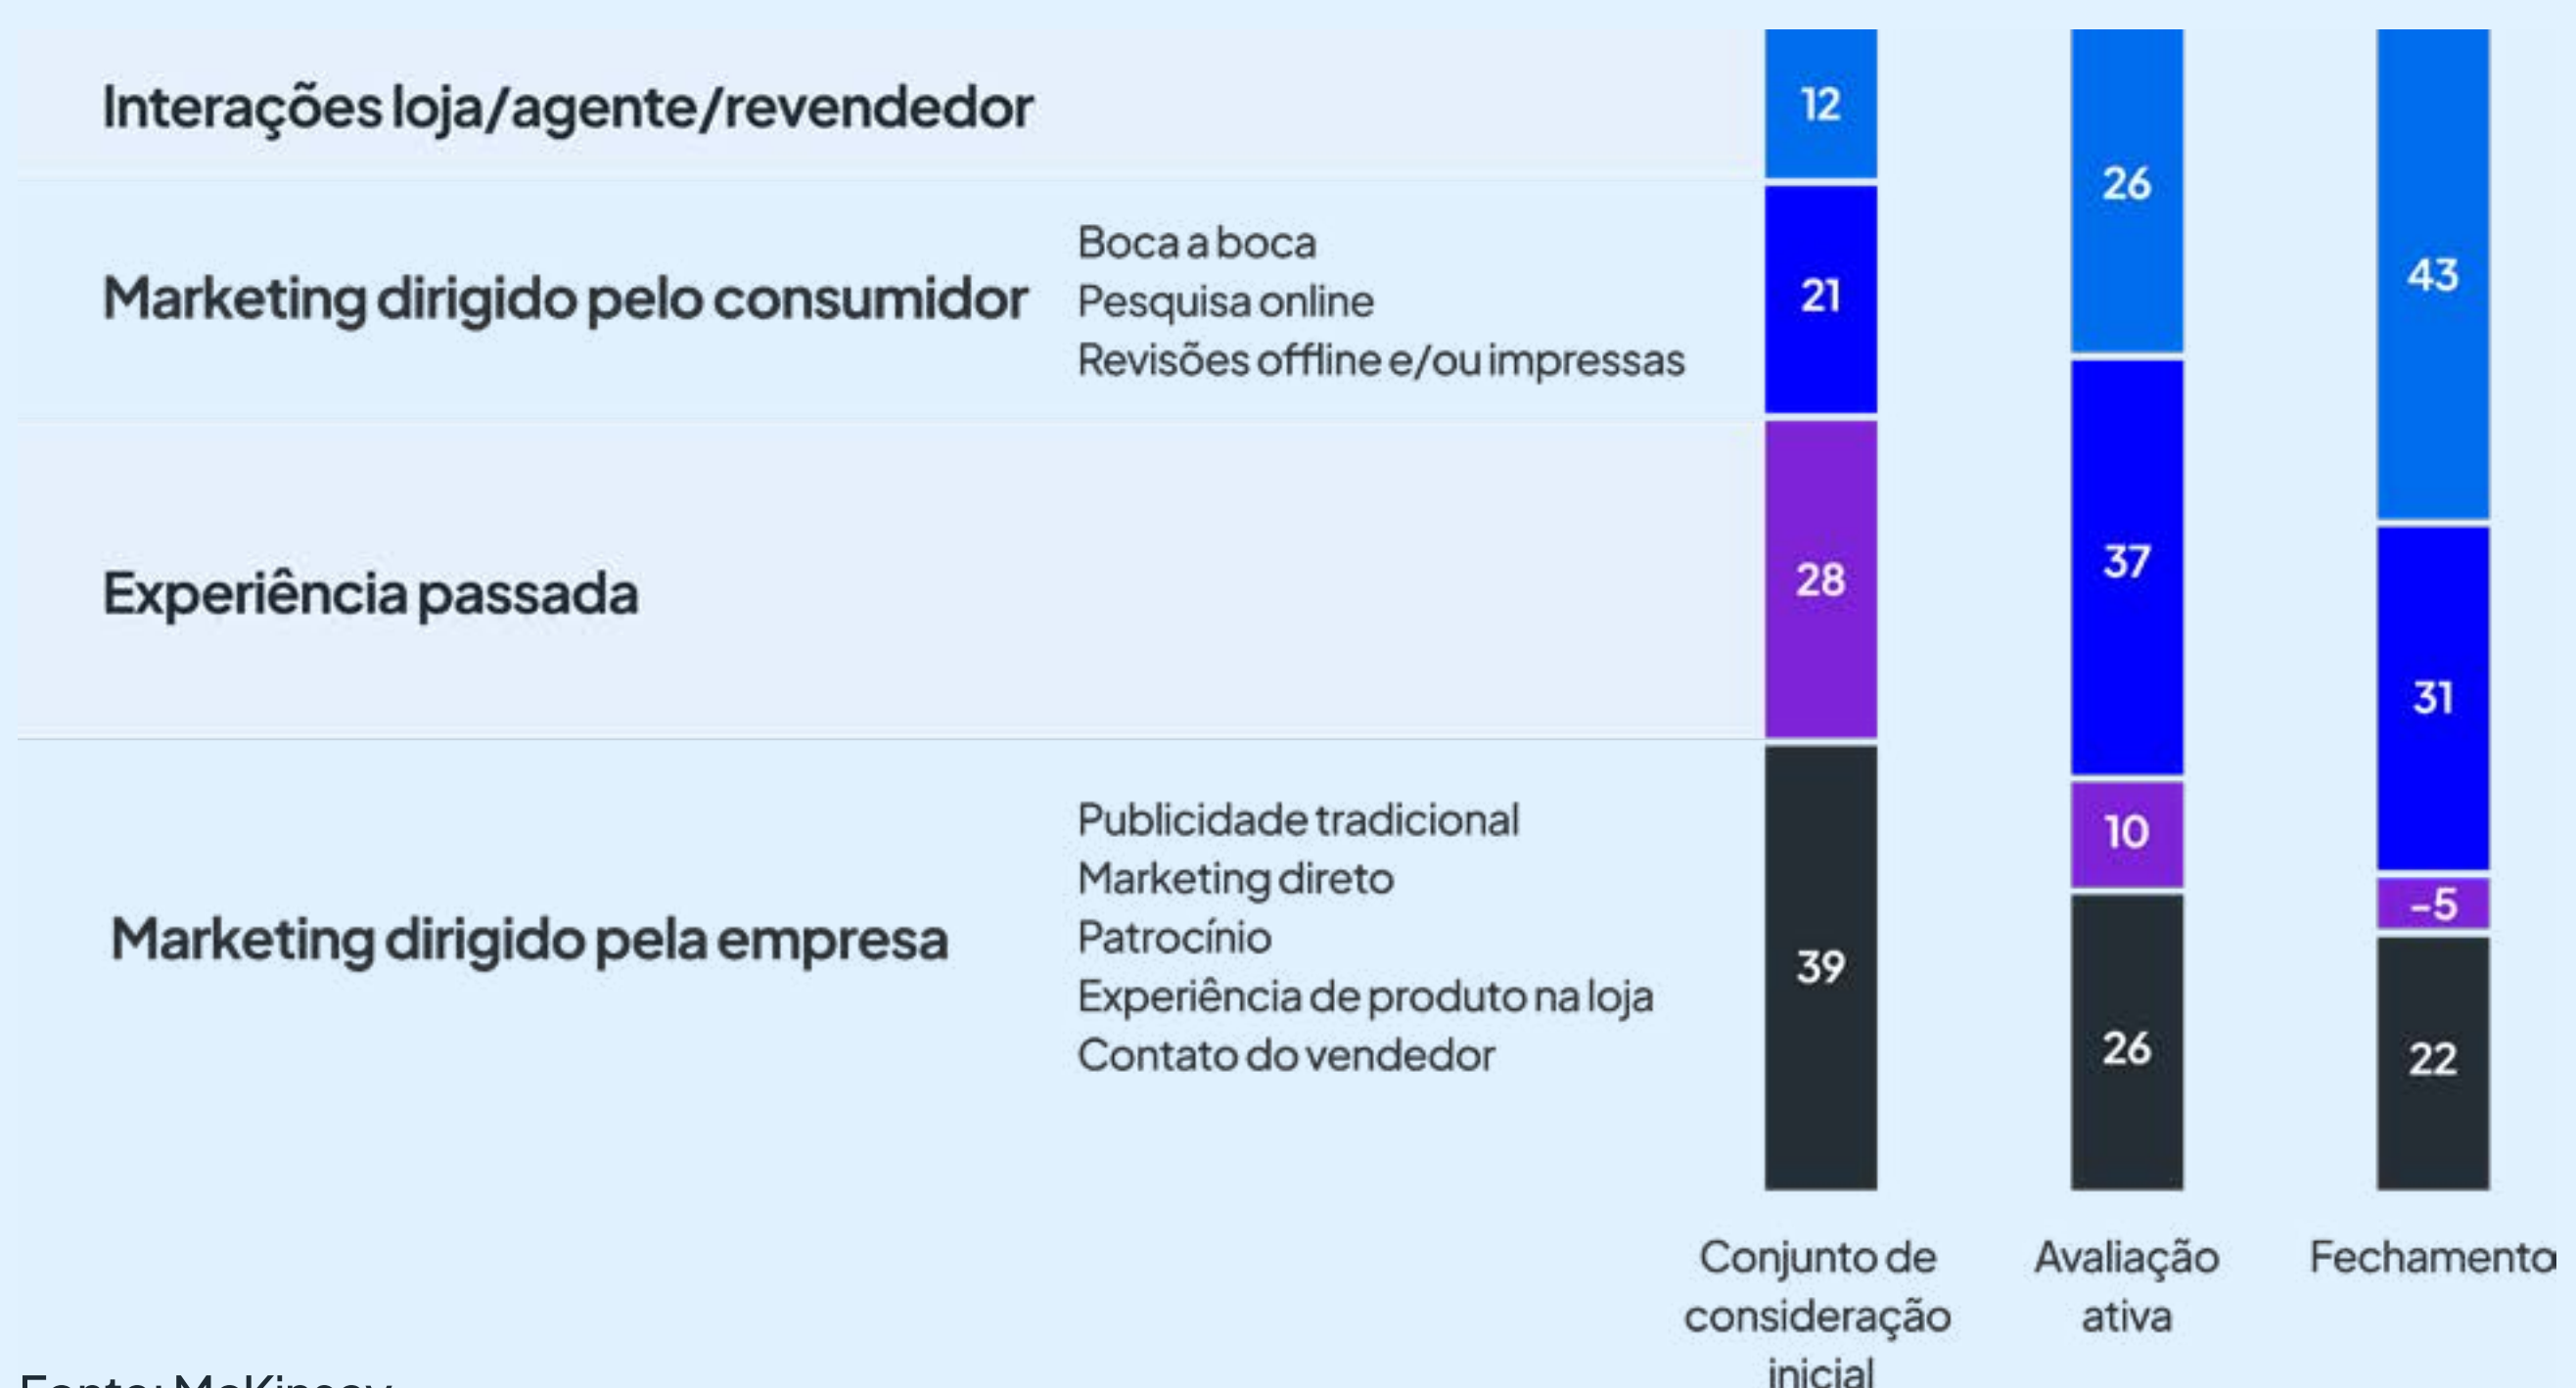 Interações loja/agente/revendedor
12
26
43
Marketing dirigido pelo consumidor
Boca a boca
Pesquisa online
Revisões offline e/ou impressas
21
37
31
Experiência passada
28
10
-5
Marketing dirigido pela empresa
Publicidade tradicional
Marketing direto
Patrocínio
Experiência de produto na loja
Contato do vendedor
39
26
22
Conjunto de
consideração
inicial
Avaliação
ativa
Fechamento
Fonte: McKinsey